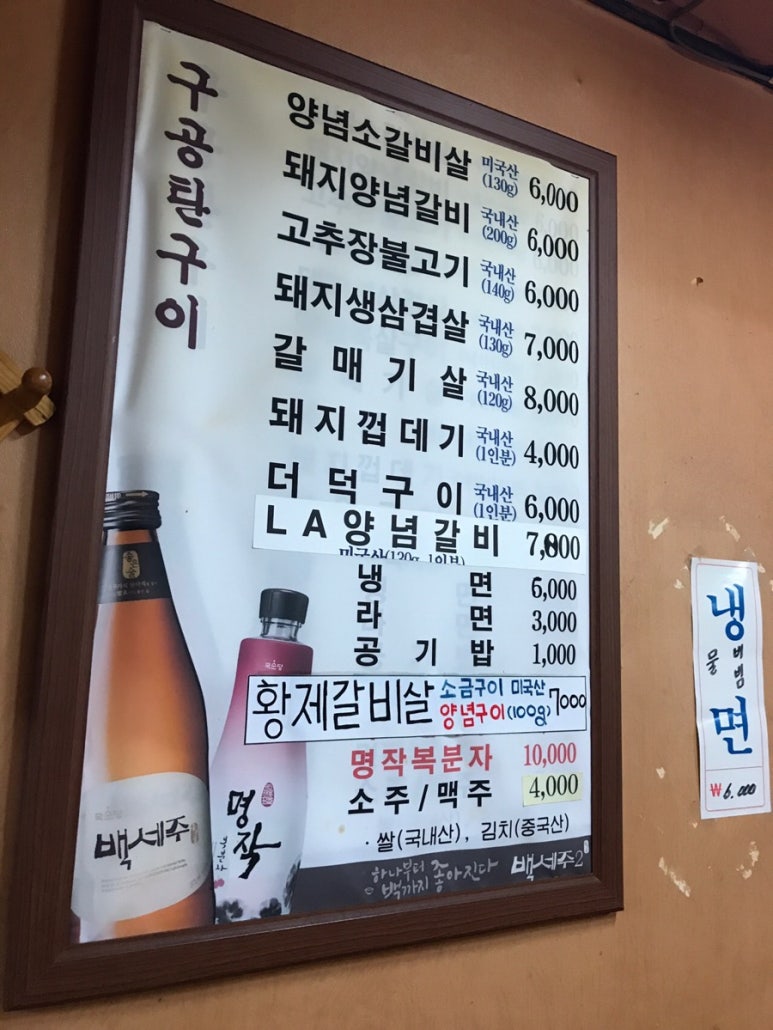 구공탄구이
양념소갈비살 미국산 (130g) 6,000
돼지양념갈비 국내산 (200g) 6,000
고추장불고기 국내산 (140g) 6,000
돼지생삼겹살 국내산 (130g) 7,000
갈매기살 국내산 (120g) 8,000
돼지껍데기 국내산 (1인분) 4,000
더덕구이 국내산 (1인분) 6,000
LA양념갈비 7,000
미국산(130g, 1인분)
냉면 6,000
라면 3,000
공기밥 1,000
황제갈비살 소금구이 미국산 양념구이 (100g) 7000
명작복분자 10,000
소주/맥주 4,000
· 쌀(국내산), 김치(중국산)
하나부터 백까지 좋아진다 백세주2
백세주
명작
냉면
물
비빔
₩6,000